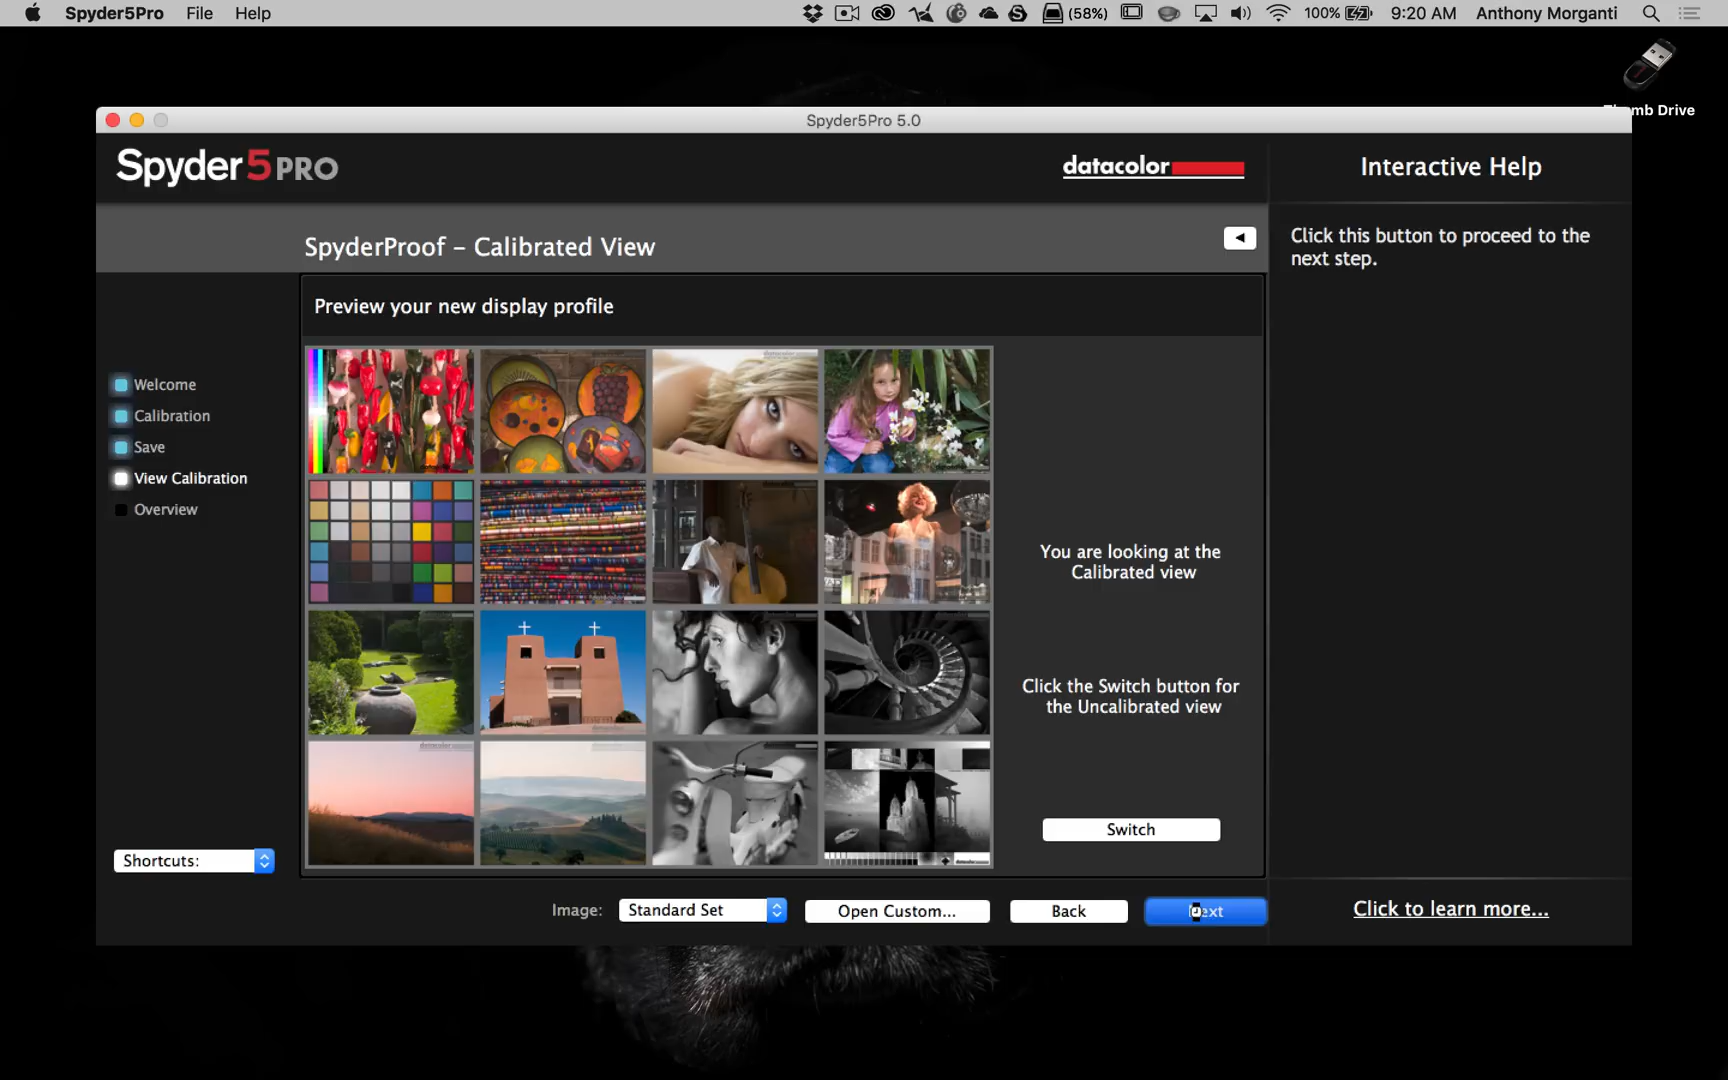 Spyder5Pro File Help
(58%) 100% 9:20 AM Anthony Morganti
mb Drive
Spyder5Pro 5.0
Spyder5PRO
datacolor
Interactive Help
SpyderProof – Calibrated View
Click this button to proceed to the
next step.
Preview your new display profile
Welcome
Calibration
Save
View Calibration
Overview
You are looking at the
Calibrated view
Click the Switch button for
the Uncalibrated view
Switch
Shortcuts:
Image: Standard Set Open Custom... Back
Click to learn more...